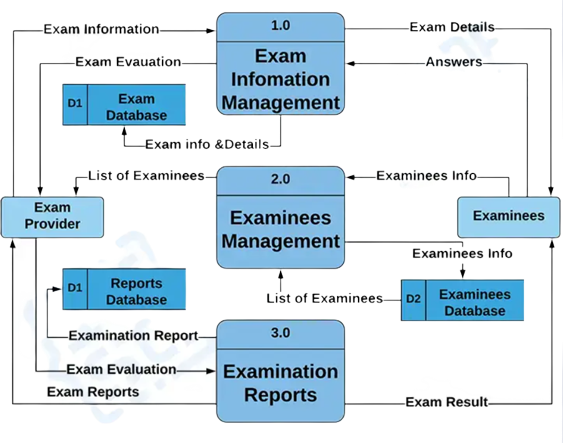 Exam Information
1.0
Exam Details
Exam Evauation
Exam
Infomation
Management
Answers
D1
Exam
Database
Exam info &Details
List of Examinees
2.0
Examinees Info
Exam
Provider
Examinees
Management
Examinees
Examinees Info
D1
Reports
Database
List of Examinees
D2
Examinees
Database
Examination Report
3.0
Exam Evaluation
Examination
Reports
Exam Reports
Exam Result